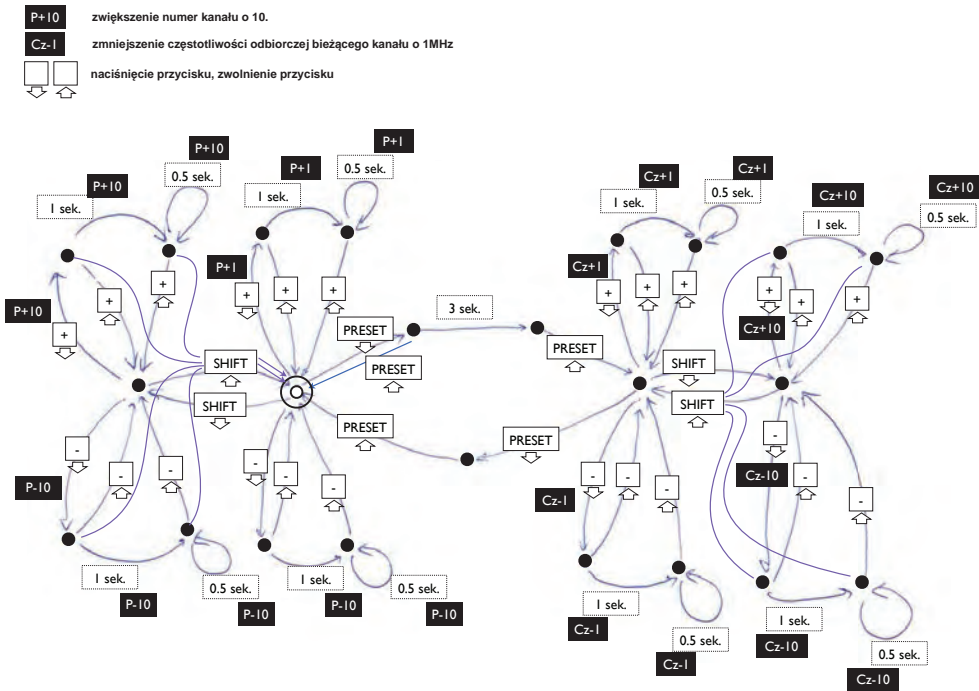 P+10 zwiększenie numer kanału o 10.
Cz-1 zmniejszenie częstotliwości odbiorczej bieżącego kanału o 1MHz
naciśnięcie przycisku, zwolnienie przycisku
P+10
P+1
P+1
0.5 sek.
0.5 sek.
P+10
1 sek.
1 sek.
P+1
+
+
+
+
+
P+10
+
3 sek.
PRESET
PRESET
PRESET
SHIFT
SHIFT
PRESET
PRESET
-
-
-
-
-
-
P-10
1 sek.
0.5 sek.
1 sek.
0.5 sek.
P-10
P-10
P-10
P-10
Cz+1
Cz+1
Cz+10
Cz+10
0.5 sek.
1 sek.
1 sek.
0.5 sek.
Cz+1
+
+
+
+
+
+
Cz+10
SHIFT
SHIFT
-
-
-
-
-
-
Cz-1
Cz-10
1 sek.
Cz-1
0.5 sek.
Cz-1
1 sek.
Cz-10
0.5 sek.
Cz-10